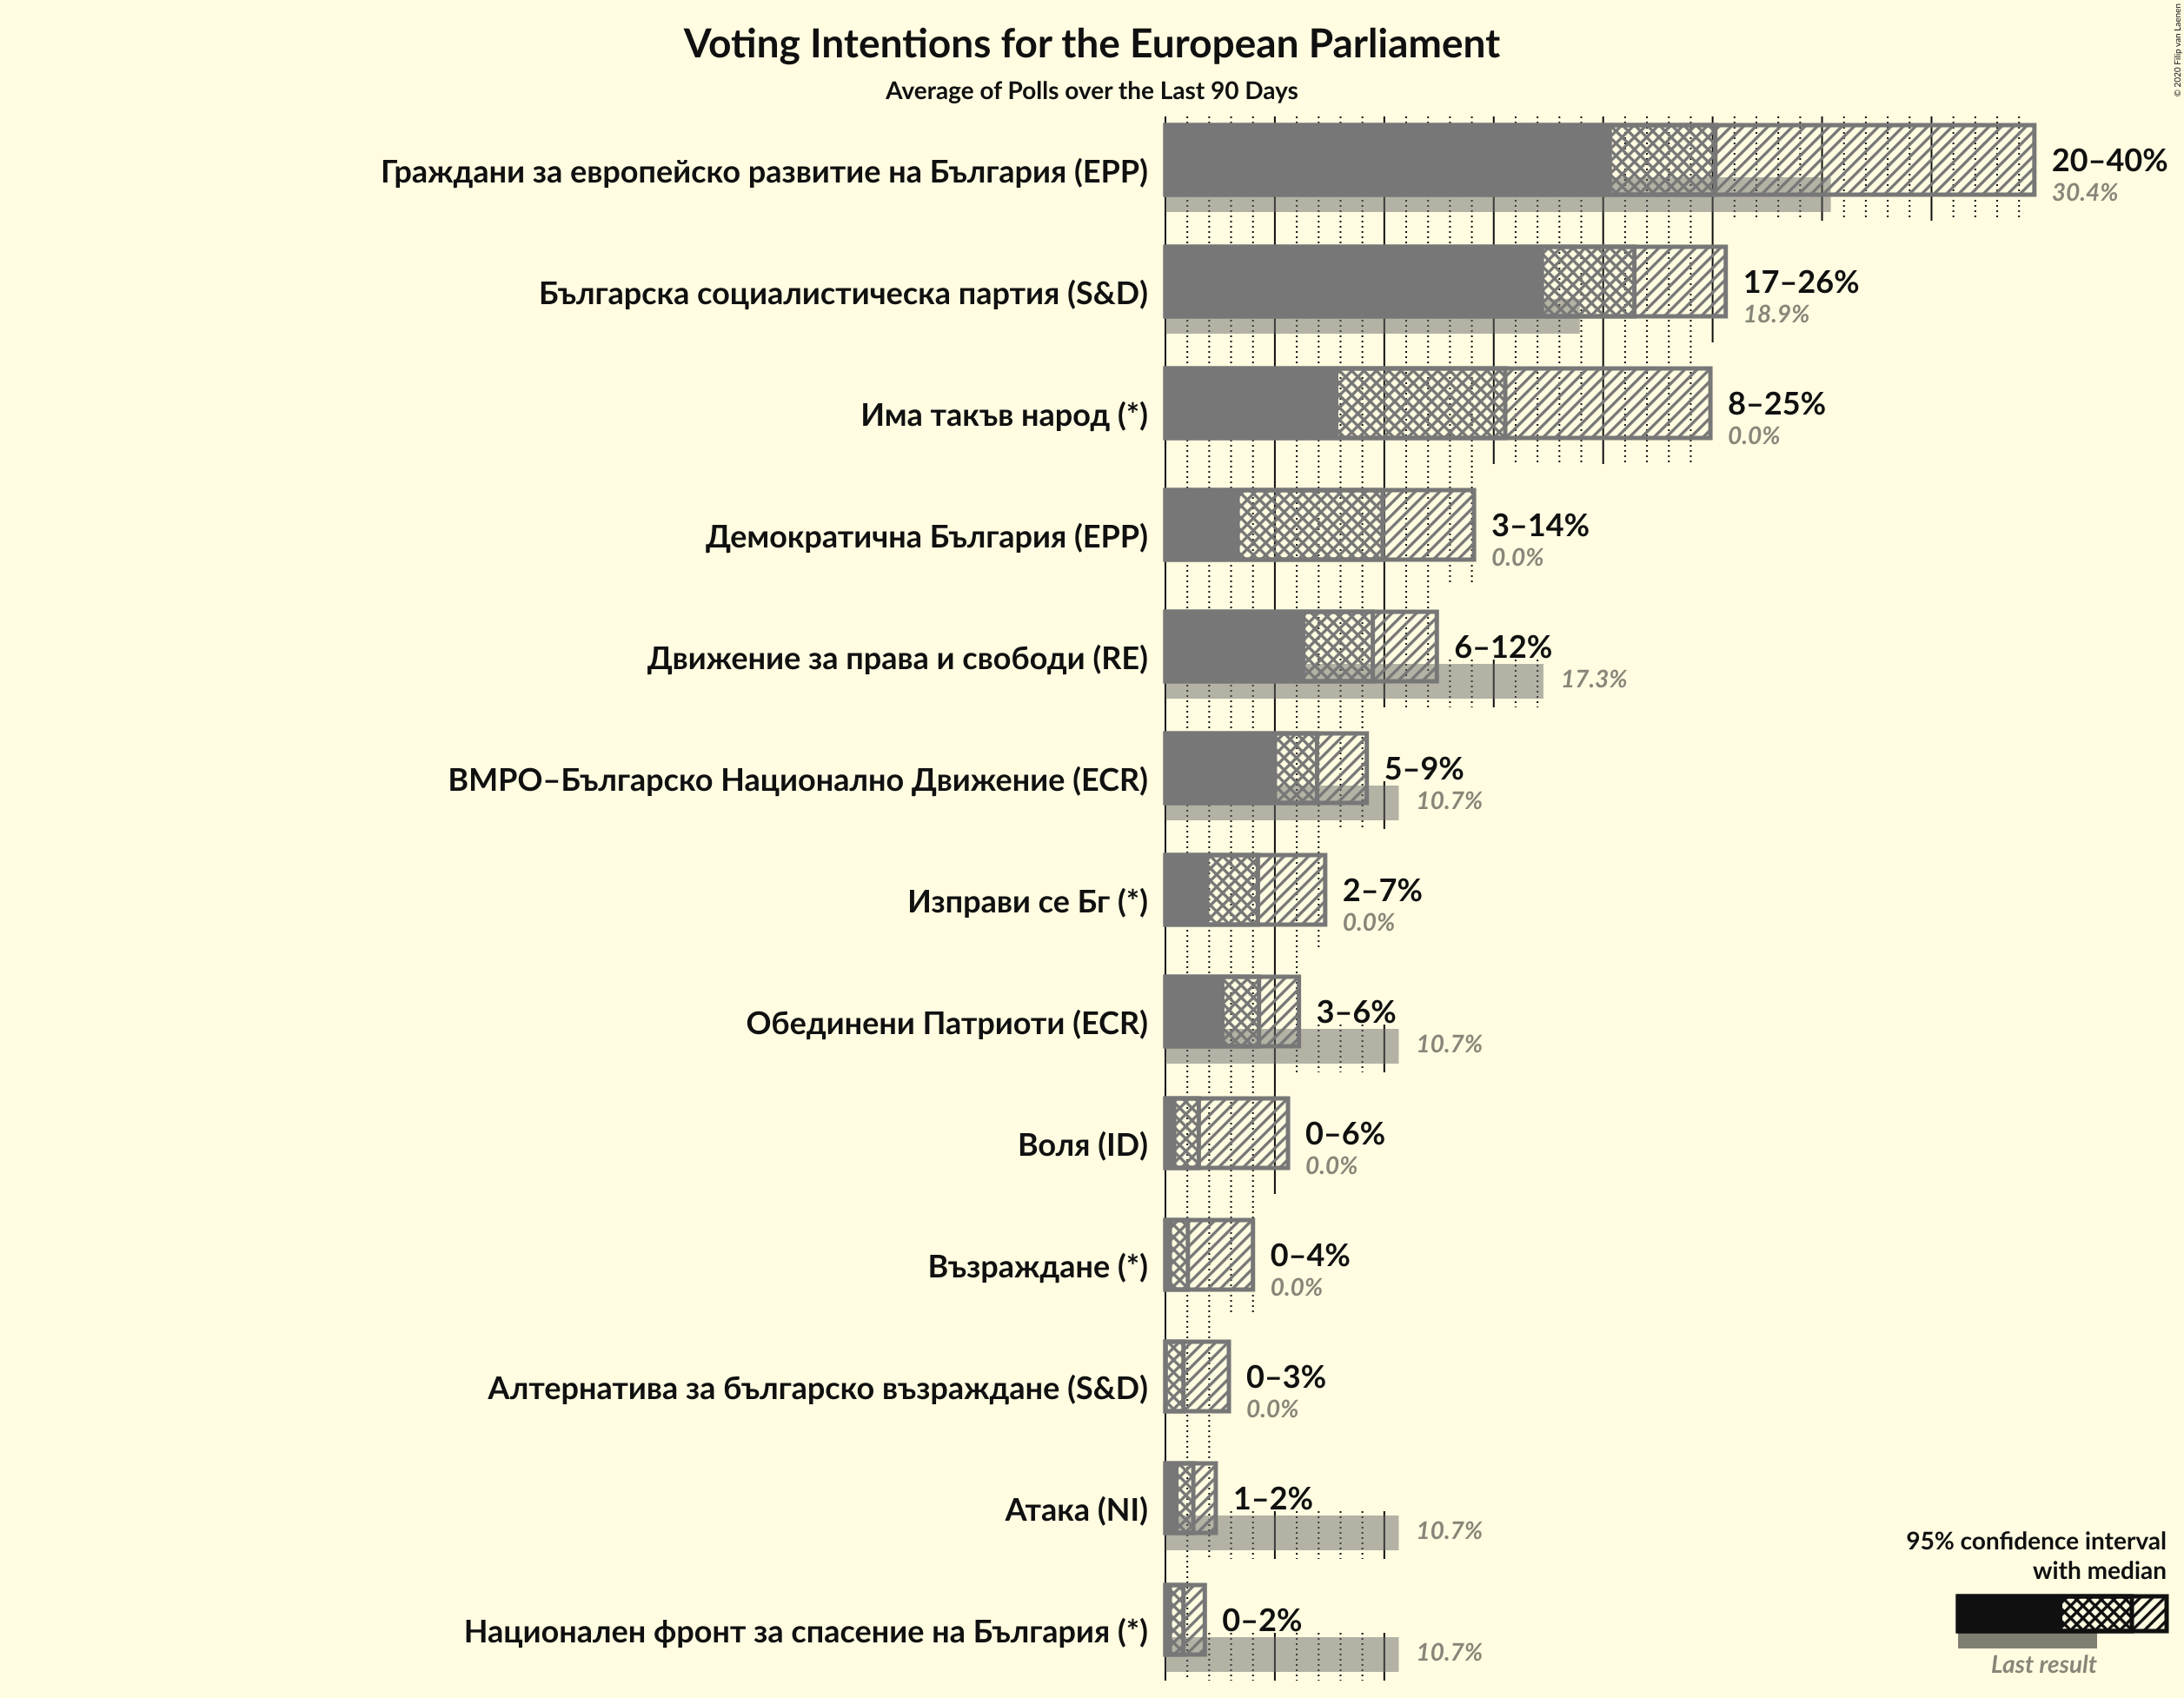 Voting Intentions for the European Parliament
Average of Polls over the Last 90 Days
© 2020 Filip van Laenen
Граждани за европейско развитие на България (EPP)
20–40%
30.4%
Българска социалистическа партия (S&D)
17–26%
18.9%
Има такъв народ (*)
8–25%
0.0%
Демократична България (EPP)
3–14%
0.0%
Движение за права и свободи (RE)
6–12%
17.3%
ВМРО–Българско Национално Движение (ECR)
5–9%
10.7%
Изправи се Бг (*)
2–7%
0.0%
Обединени Патриоти (ECR)
3–6%
10.7%
Воля (ID)
0–6%
0.0%
Възраждане (*)
0–4%
0.0%
Алтернатива за българско възраждане (S&D)
0–3%
0.0%
Атака (NI)
1–2%
10.7%
Национален фронт за спасение на България (*)
0–2%
10.7%
95% confidence interval
with median
Last result